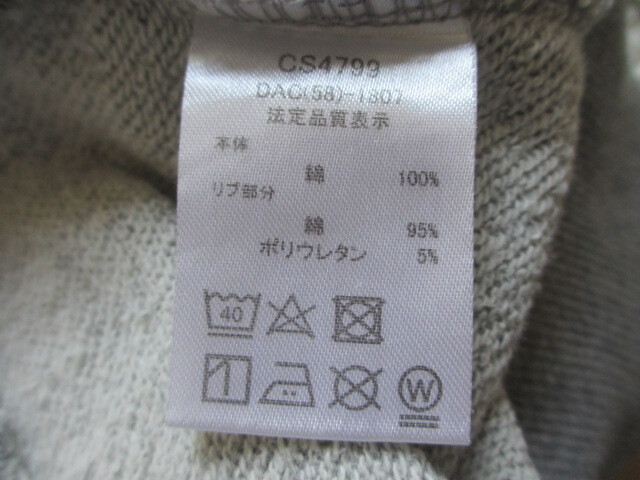 CS4799
DAC(58)-1807
法定品質表示
本体
綿 100%
リブ部分
綿 95%
ポリウレタン 5%
40
W